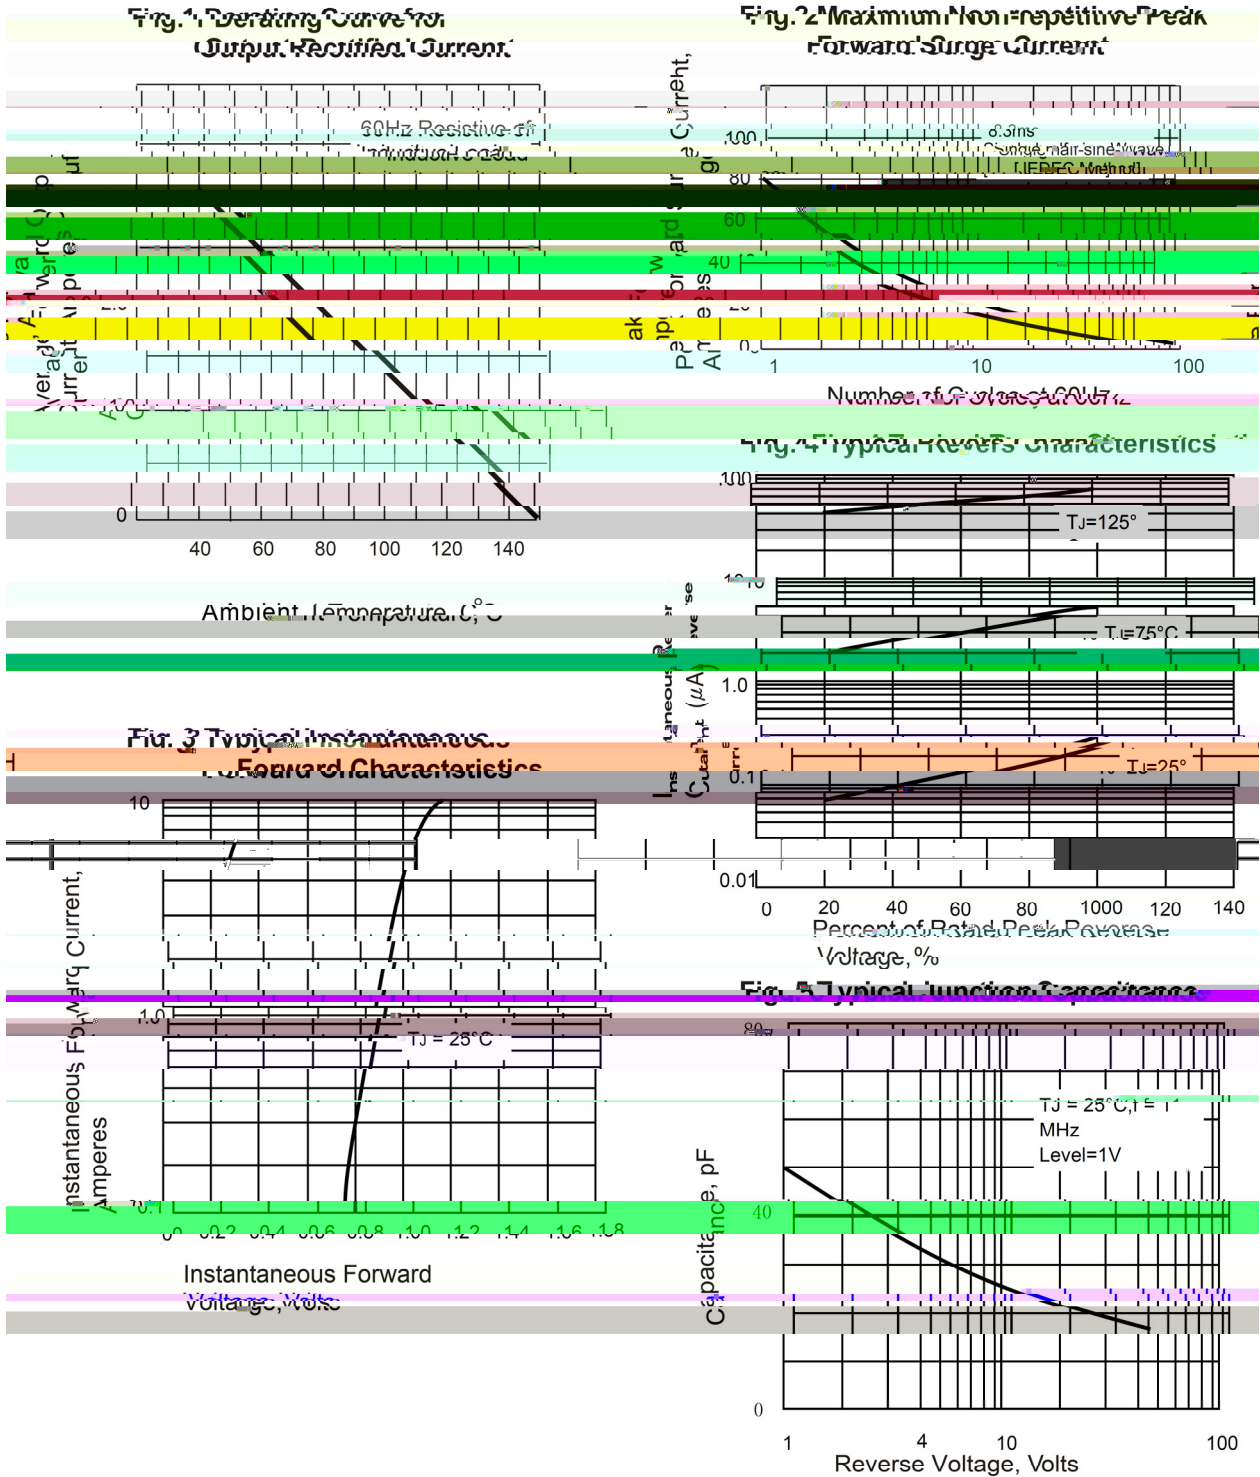 Fig. 1 Derating Curve for
Output Rectified Current
60Hz Resistive or
Inductive Load
0
40 60 80 100 120 140
Ambient Temperature, °C
Fig. 2 Maximum Non-repetitive Peak
Forward Surge Current
100
80
60
40
8.3ms
Single half-sine-wave
[JEDEC Method]
1 10 100
Number of Cycles at 60Hz
Fig. 3 Typical Instantaneous
Forward Characteristics
10
1.0
TJ = 25°C
Instantaneous Forward Current,
Amperes
0.2 0.4 0.6 0.8 1.0 1.2 1.4 1.6 1.8
Instantaneous Forward
Voltage, Volts
Fig. 4 Typical Revers Characteristics
100
TJ=125°
10
TJ=75°C
1.0
(μA)
0.1
TJ=25°
0.01
0 20 40 60 80 1000 120 140
Percent of Rated Peak Reverse
Voltage, %
Fig. 5 Typical Junction Capacitance
80
TJ = 25°C, f = 1
MHz
Level=1V
40
Capacitance, pF
0
1 4 10 100
Reverse Voltage, Volts